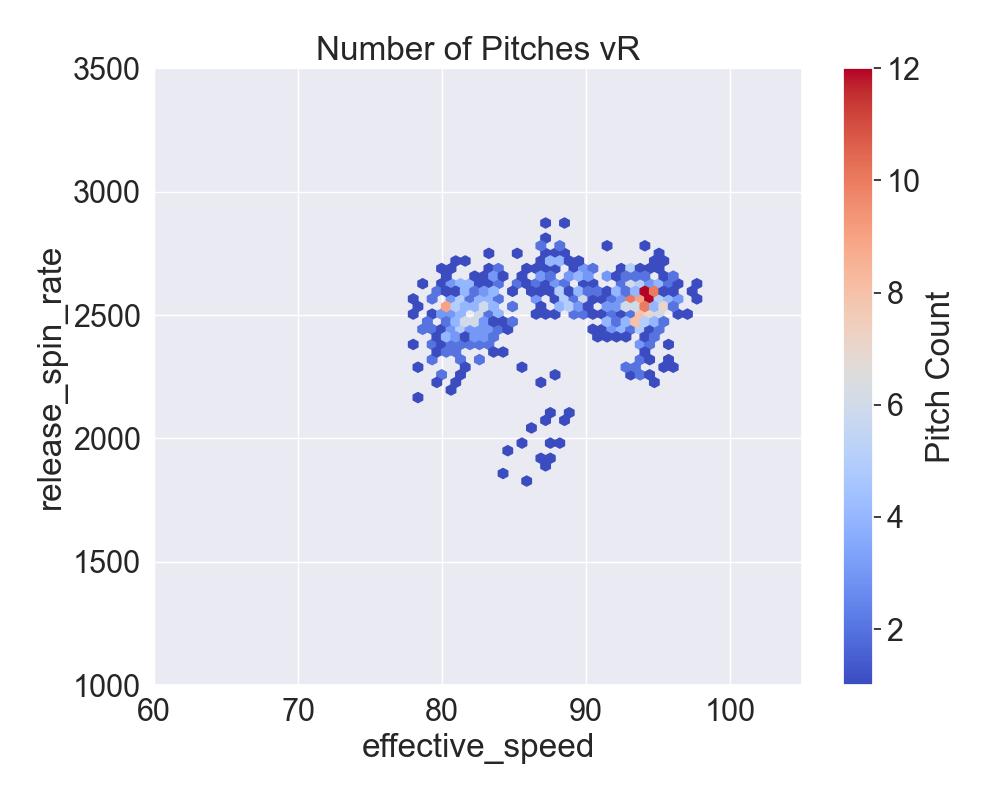 Number of Pitches vR
3500
3000
2500
2000
1500
1000
release_spin_rate
60 70 80 90 100
effective_speed
12
10
8
6
4
2
Pitch Count